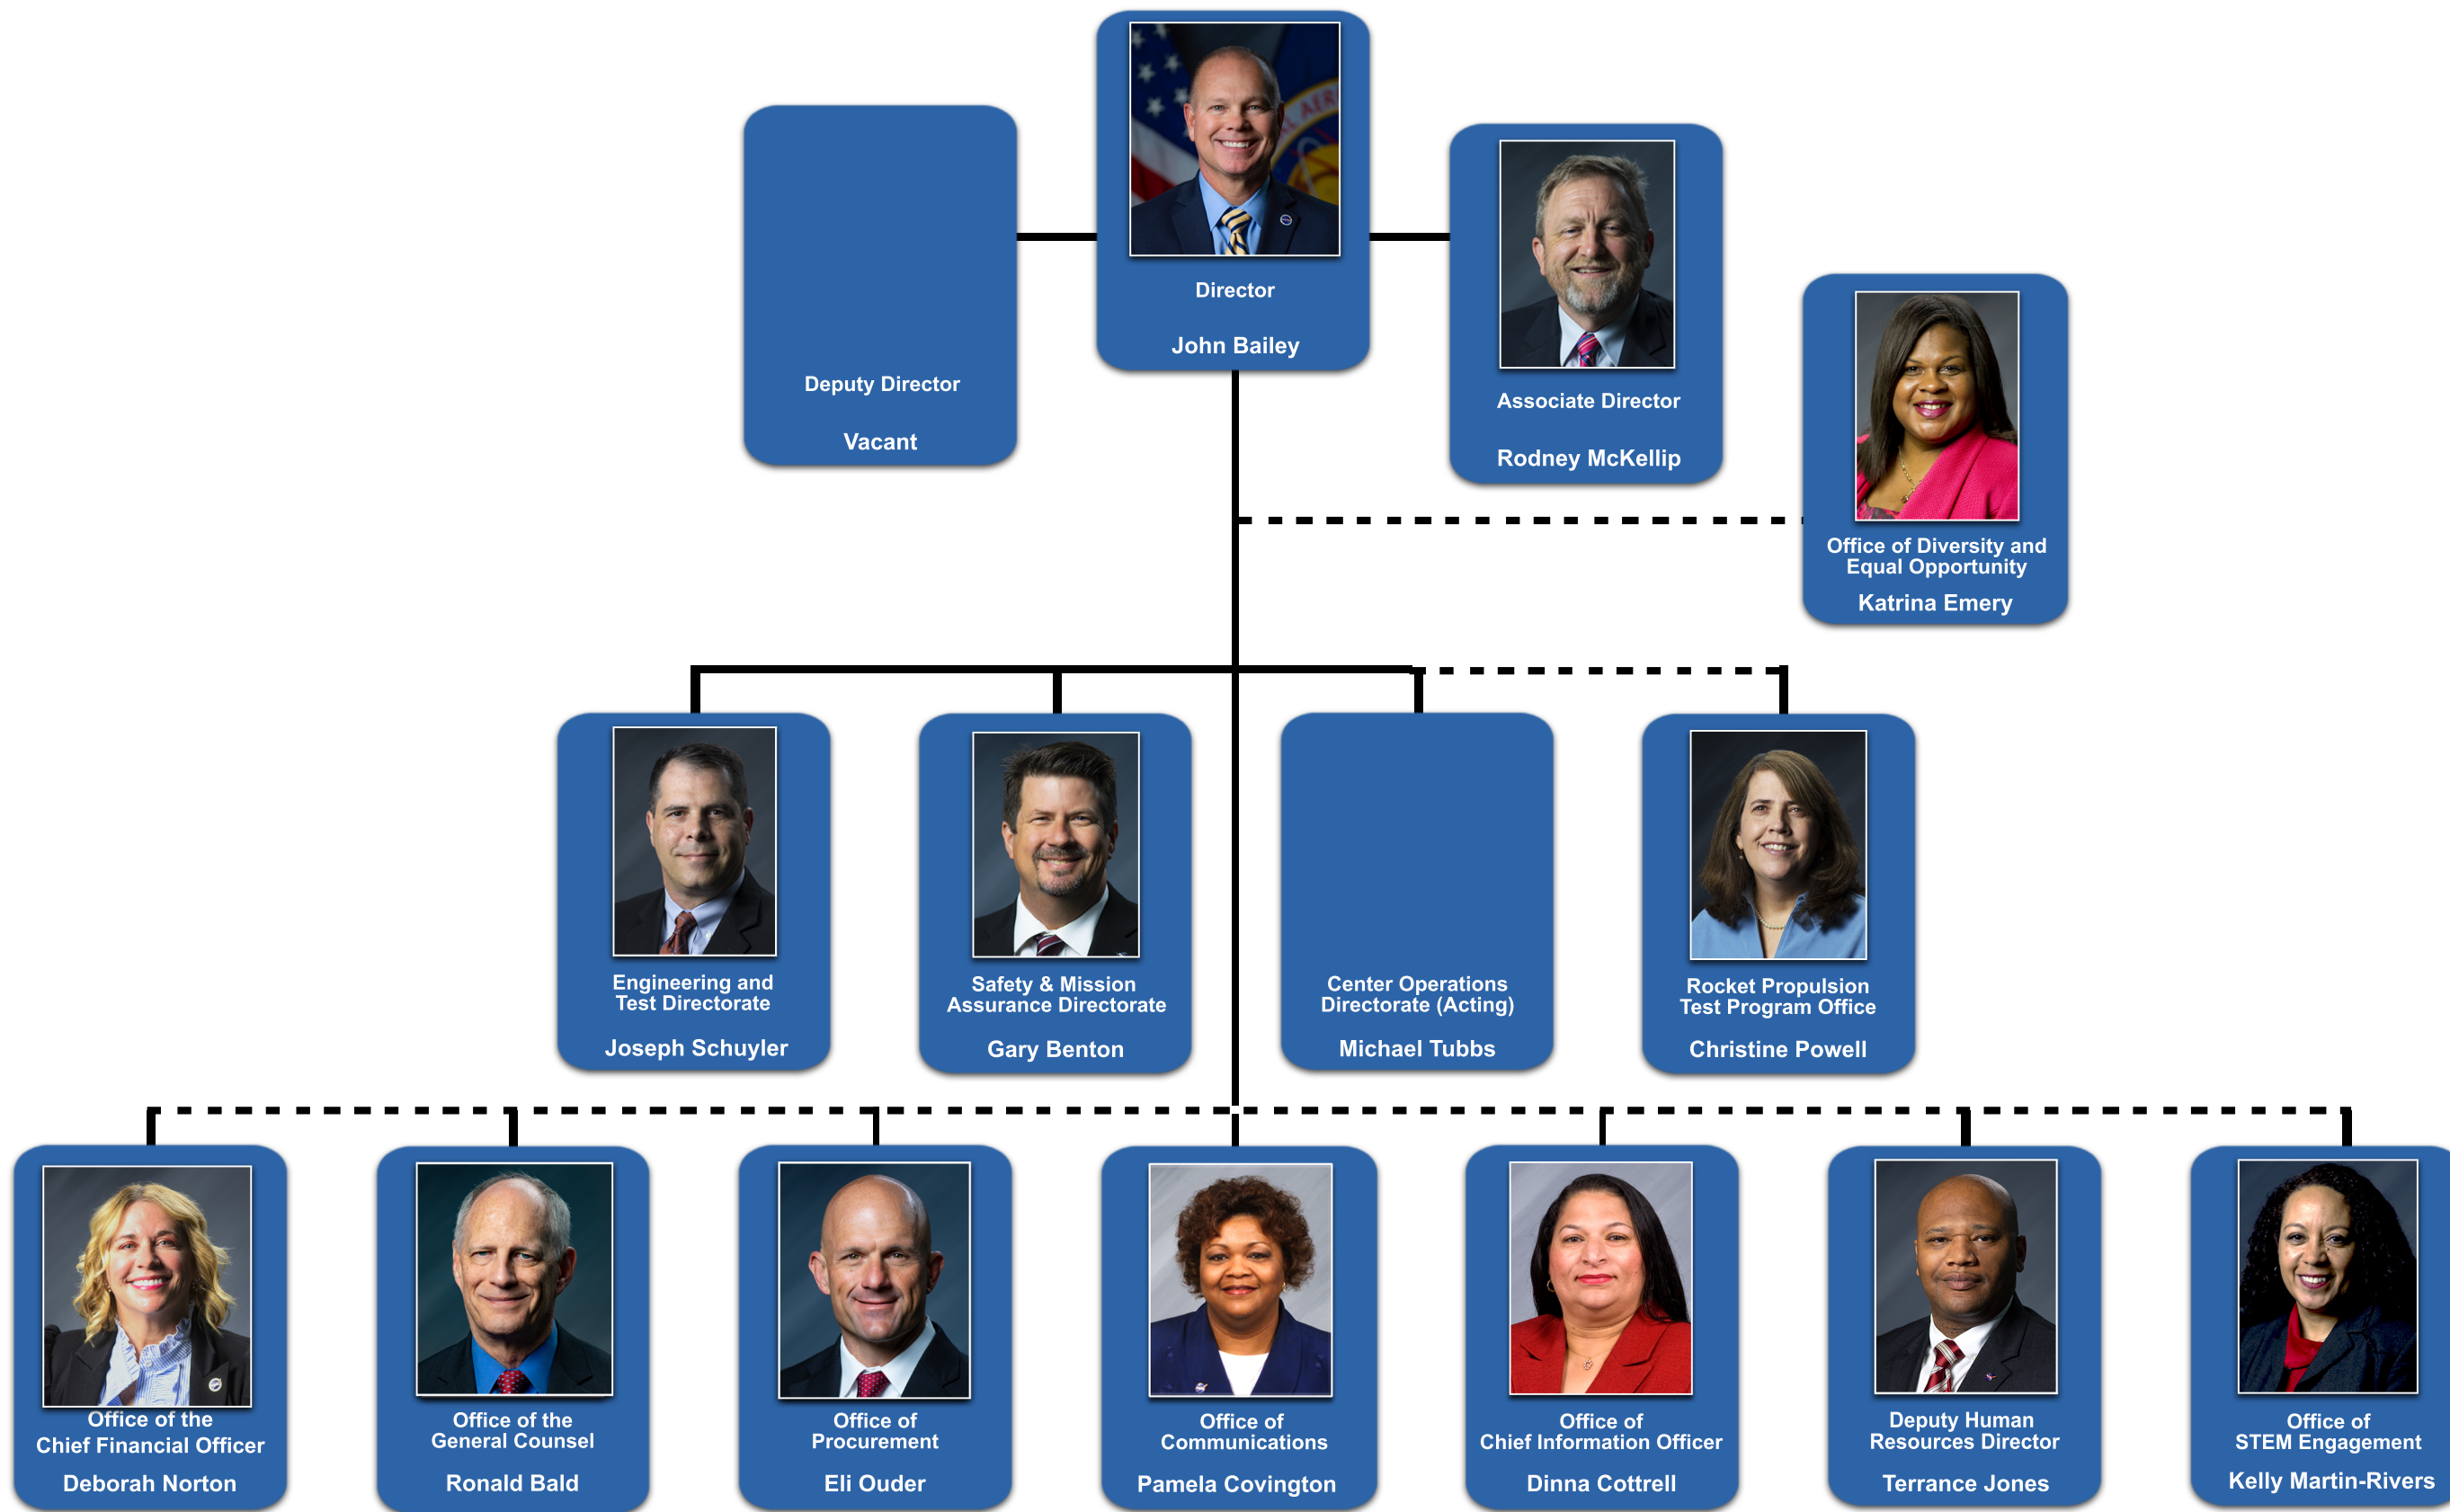 Director
John Bailey
Deputy Director
Vacant
Associate Director
Rodney McKellip
Office of Diversity and
Equal Opportunity
Katrina Emery
Engineering and
Test Directorate
Joseph Schuyler
Safety & Mission
Assurance Directorate
Gary Benton
Center Operations
Directorate (Acting)
Michael Tubbs
Rocket Propulsion
Test Program Office
Christine Powell
Office of the
Chief Financial Officer
Deborah Norton
Office of the
General Counsel
Ronald Bald
Office of
Procurement
Eli Ouder
Office of
Communications
Pamela Covington
Office of
Chief Information Officer
Dinna Cottrell
Deputy Human
Resources Director
Terrance Jones
Office of
STEM Engagement
Kelly Martin-Rivers